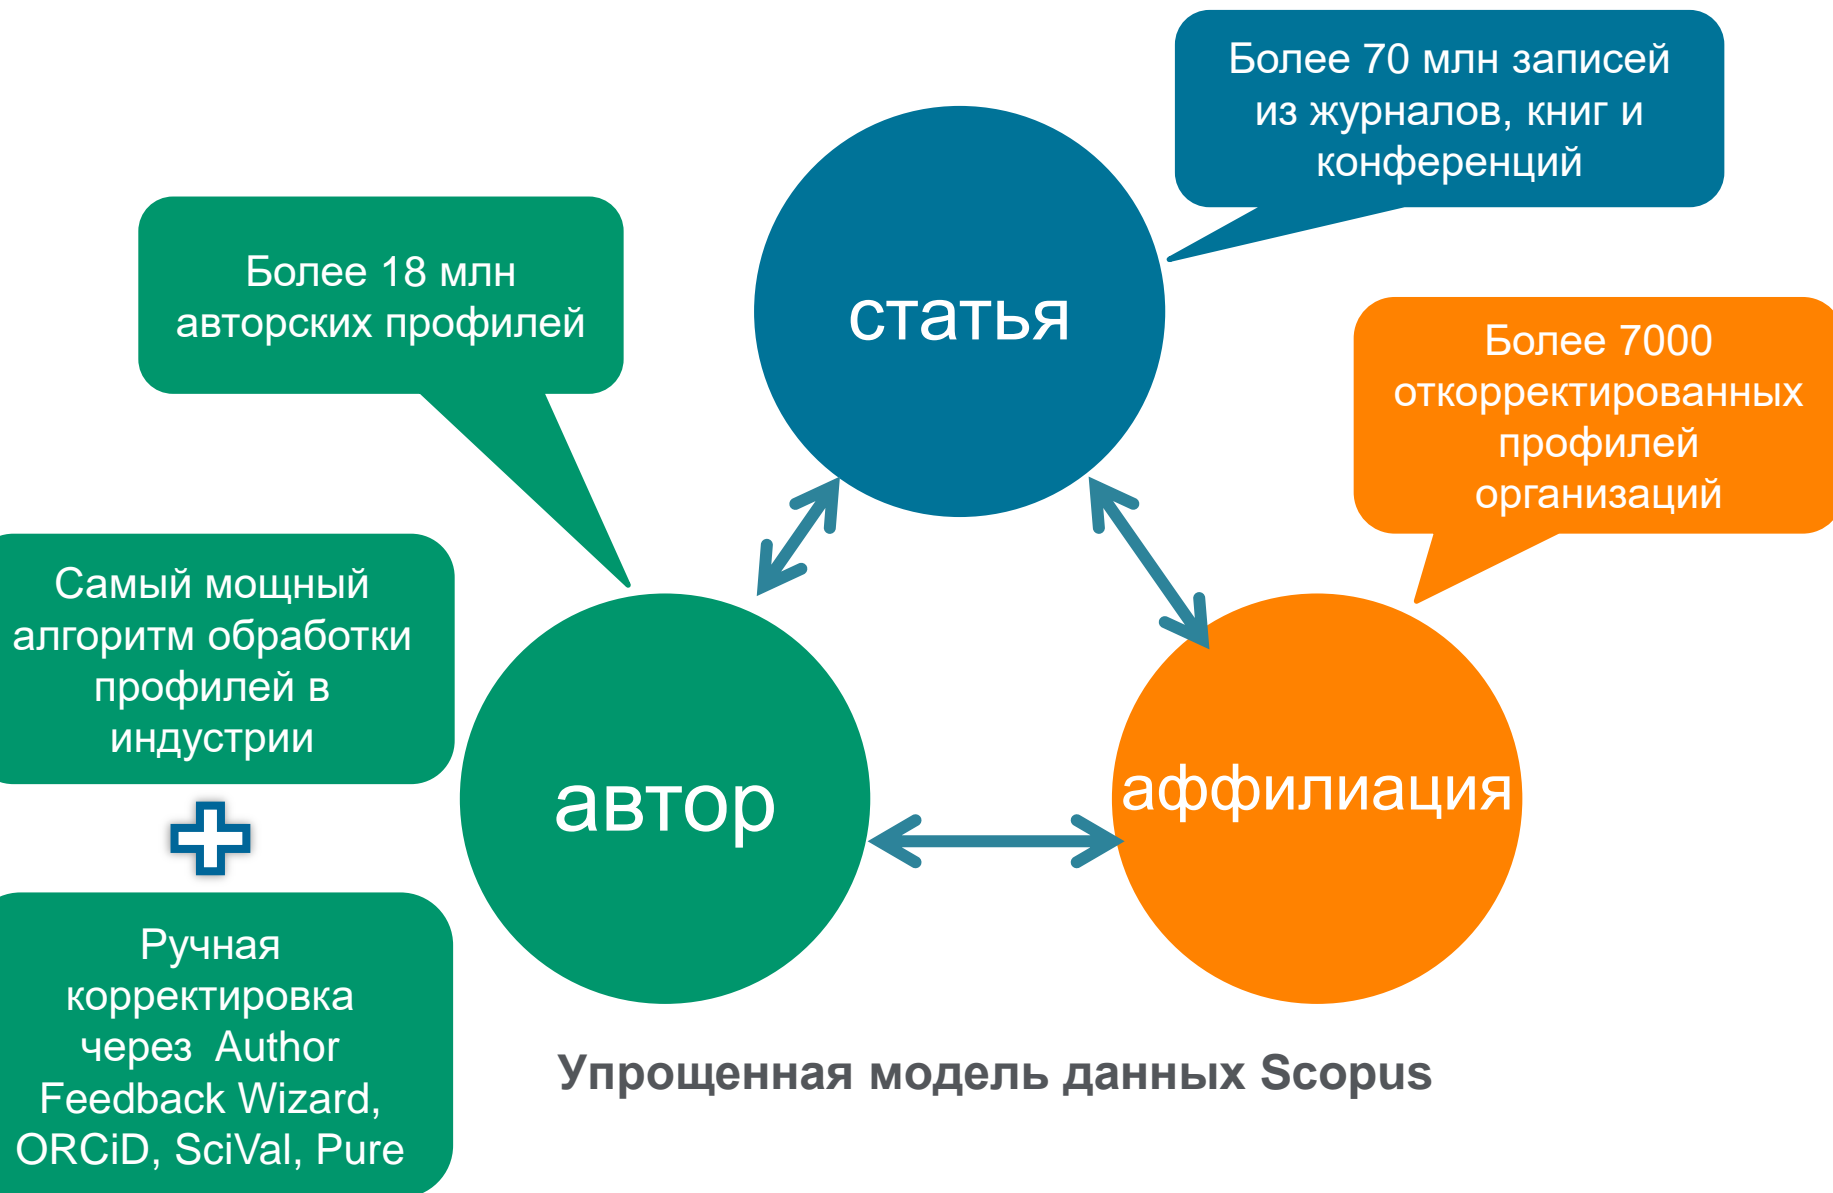 Более 70 млн записей
из журналов, книг и
конференций
Более 18 млн
авторских профилей
статья
Более 7000
откорректированных
профилей
организаций
Самый мощный
алгоритм обработки
профилей в
индустрии
автор
аффилиация
Ручная
корректировка
через Author
Feedback Wizard,
ORCiD, SciVal, Pure
Упрощенная модель данных Scopus